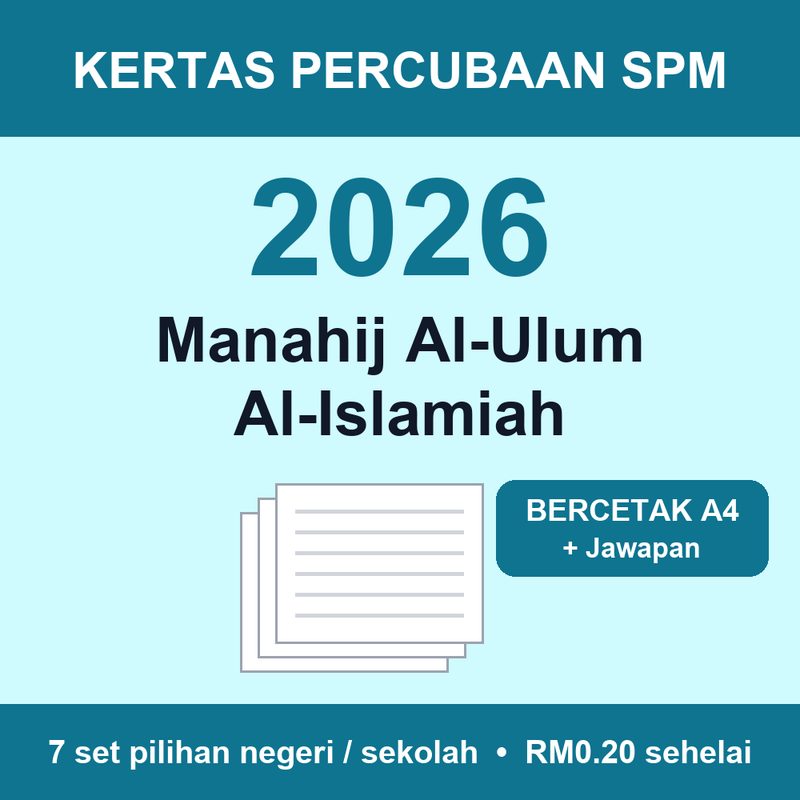 KERTAS PERCUBAAN SPM
2026
Manahij Al-Ulum
Al-Islamiah
BERCETAK A4
+ Jawapan
7 set pilihan negeri / sekolah • RM0.20 sehelai